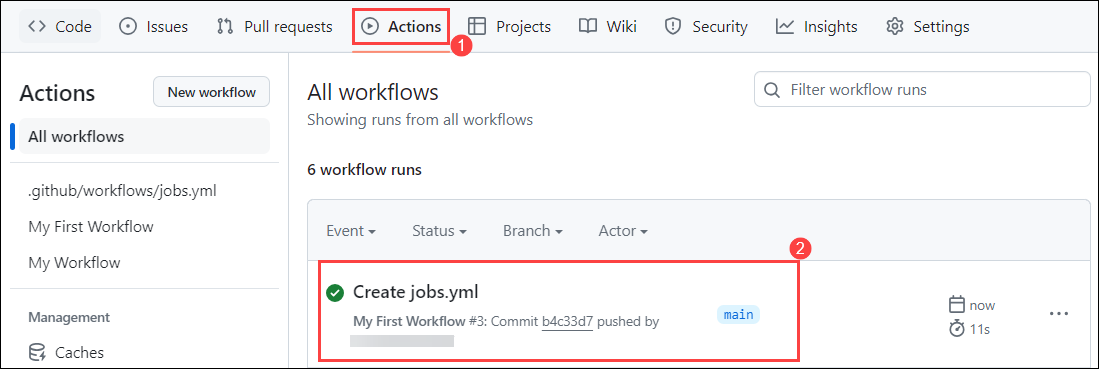 Code Issues Pull requests Actions Projects Wiki Security Insights Settings
1
Actions New workflow
All workflows
.github/workflows/jobs.yml
My First Workflow
My Workflow
Management
Caches
All workflows
Filter workflow runs
Showing runs from all workflows
6 workflow runs
Event Status Branch Actor
2
Create jobs.yml
My First Workflow #3: Commit b4c33d7 pushed by
main
now
11s